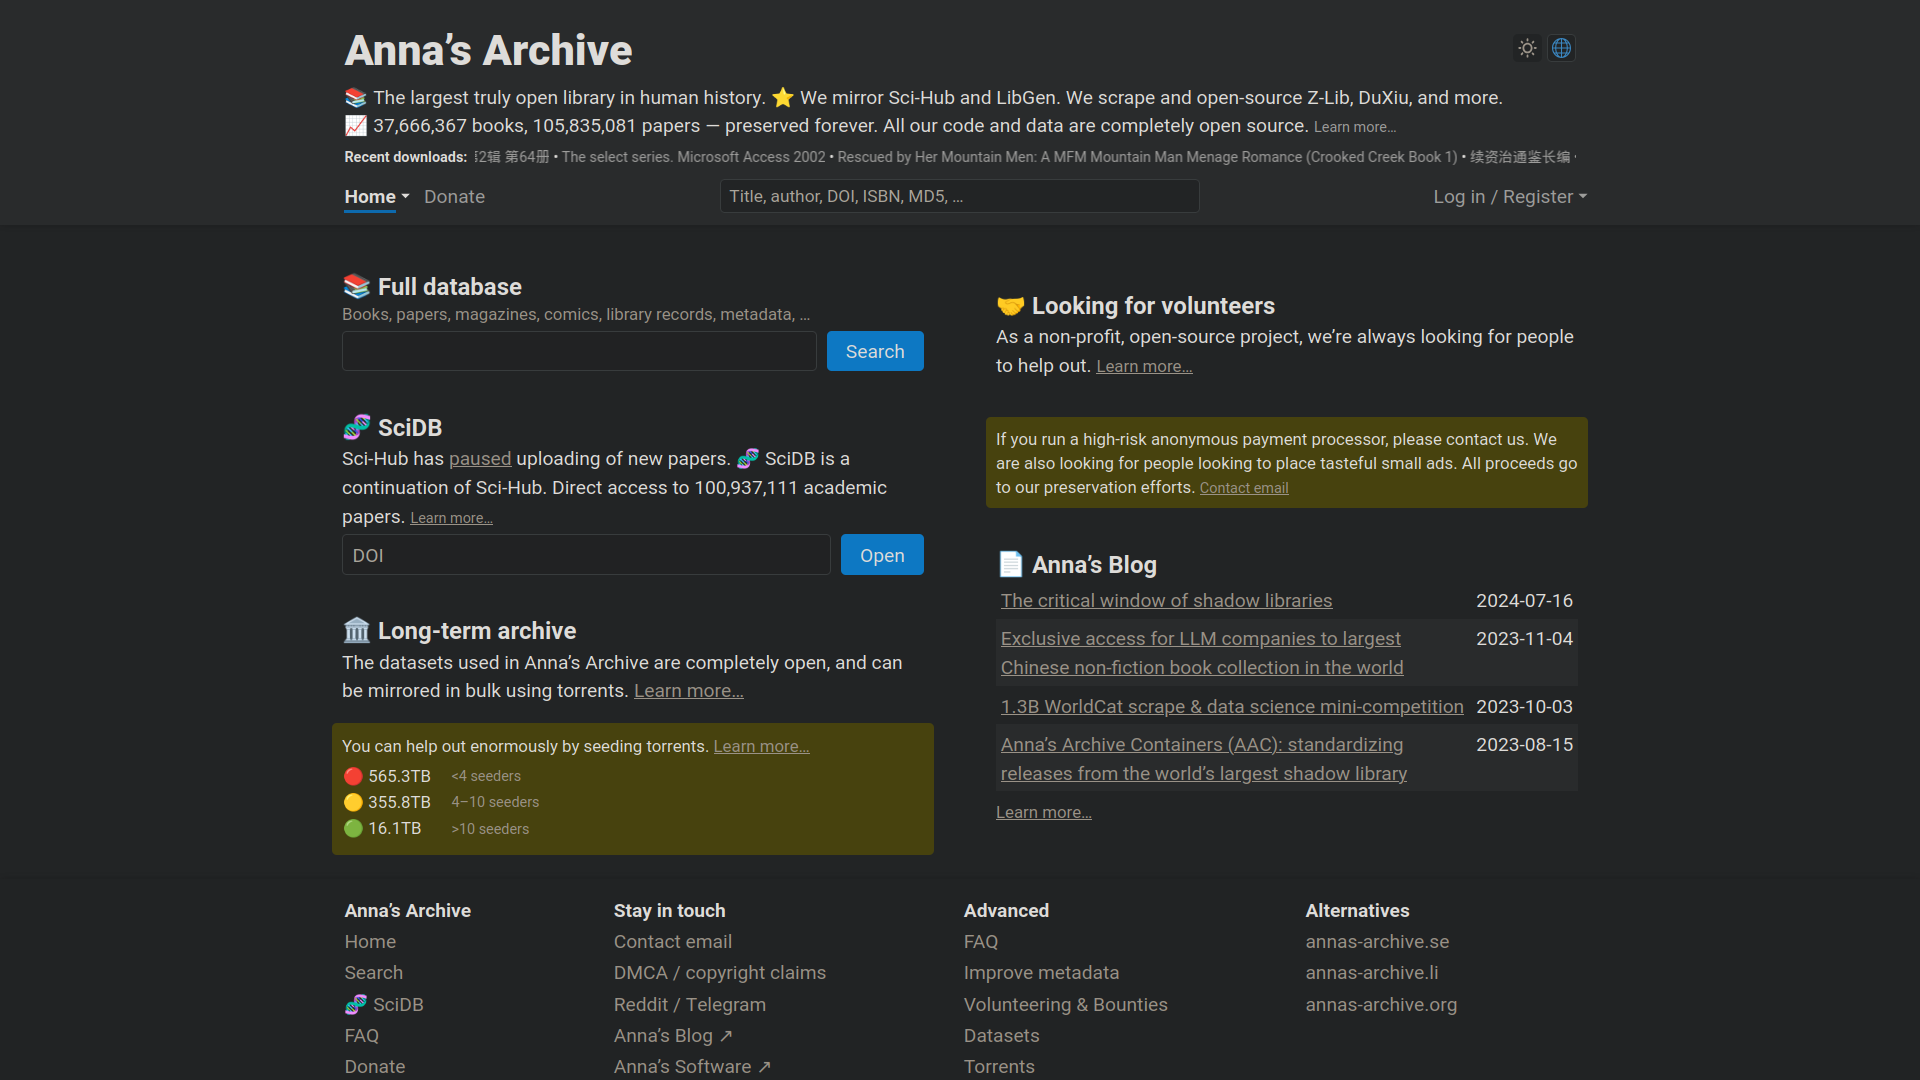 Anna’s Archive
📚 The largest truly open library in human history. ⭐ We mirror Sci-Hub and LibGen. We scrape and open-source Z-Lib, DuXiu, and more.
📈 37,666,367 books, 105,835,081 papers — preserved forever. All our code and data are completely open source. Learn more…
Recent downloads: 2辑 第64册 • The select series. Microsoft Access 2002 • Rescued by Her Mountain Men: A MFM Mountain Man Menage Romance (Crooked Creek Book 1) • 续资治通鉴长编
Home Donate Title, author, DOI, ISBN, MD5, … Log in / Register
📚 Full database
Books, papers, magazines, comics, library records, metadata, …
Search
🧬 SciDB
Sci-Hub has paused uploading of new papers. 🧬 SciDB is a
continuation of Sci-Hub. Direct access to 100,937,111 academic
papers. Learn more…
DOI Open
🏛️ Long-term archive
The datasets used in Anna’s Archive are completely open, and can
be mirrored in bulk using torrents. Learn more…
You can help out enormously by seeding torrents. Learn more…
🔴 565.3TB <4 seeders
🟡 355.8TB 4–10 seeders
🟢 16.1TB >10 seeders
🤝 Looking for volunteers
As a non-profit, open-source project, we’re always looking for people
to help out. Learn more…
If you run a high-risk anonymous payment processor, please contact us. We
are also looking for people looking to place tasteful small ads. All proceeds go
to our preservation efforts. Contact email
📄 Anna’s Blog
The critical window of shadow libraries 2024-07-16
Exclusive access for LLM companies to largest 2023-11-04
Chinese non-fiction book collection in the world
1.3B WorldCat scrape & data science mini-competition 2023-10-03
Anna’s Archive Containers (AAC): standardizing 2023-08-15
releases from the world’s largest shadow library
Learn more…
Anna’s Archive
Home
Search
🧬 SciDB
FAQ
Donate
Stay in touch
Contact email
DMCA / copyright claims
Reddit / Telegram
Anna’s Blog ↗
Anna’s Software ↗
Advanced
FAQ
Improve metadata
Volunteering & Bounties
Datasets
Torrents
Alternatives
annas-archive.se
annas-archive.li
annas-archive.org